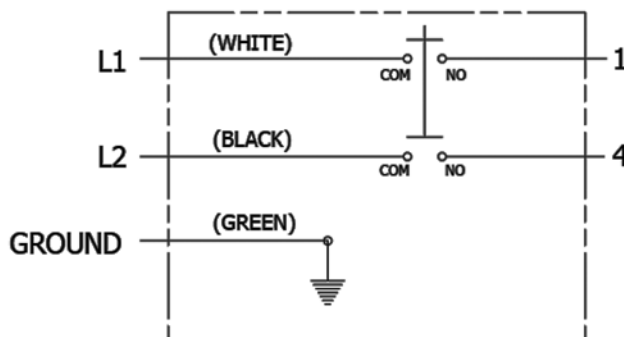 L1 (WHITE) COM NO 1
L2 (BLACK) COM NO 4
GROUND (GREEN)